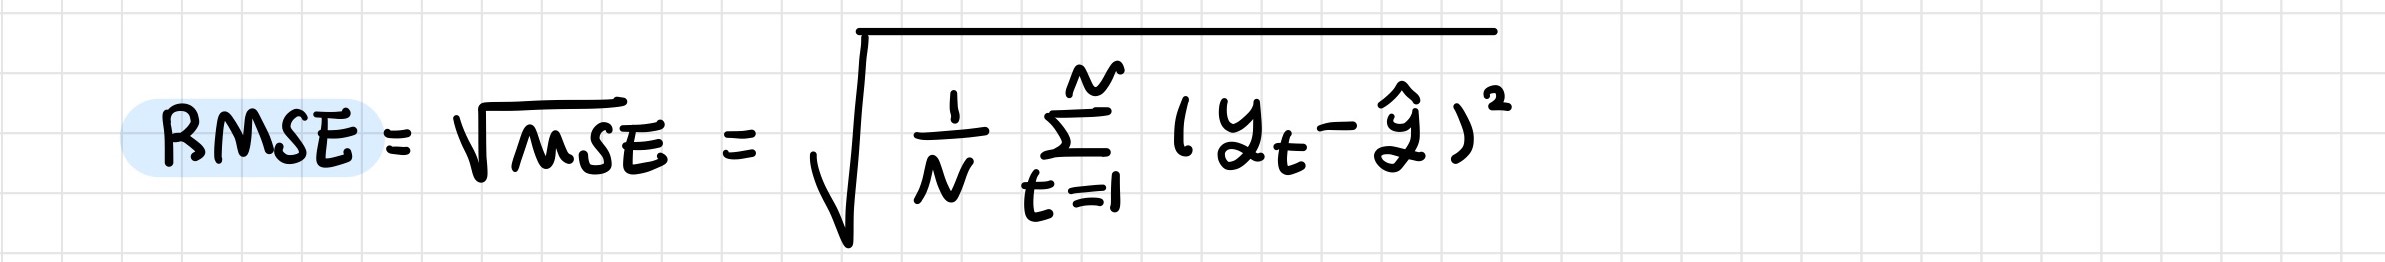 RMSE = √MSE = √(1/N ∑_{t=1}^{N} (y_t - ŷ)²)